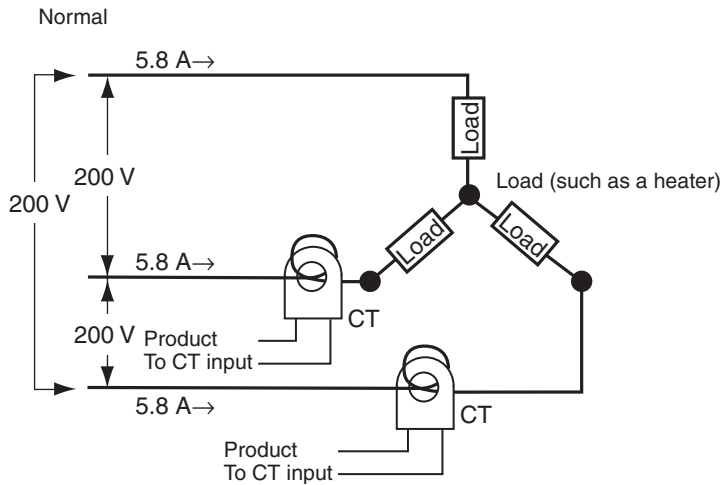 Normal
5.8 A→
Load
200 V
200 V
Load (such as a heater)
Load
Load
5.8 A→
CT
200 V
Product
To CT input
5.8 A→
CT
Product
To CT input